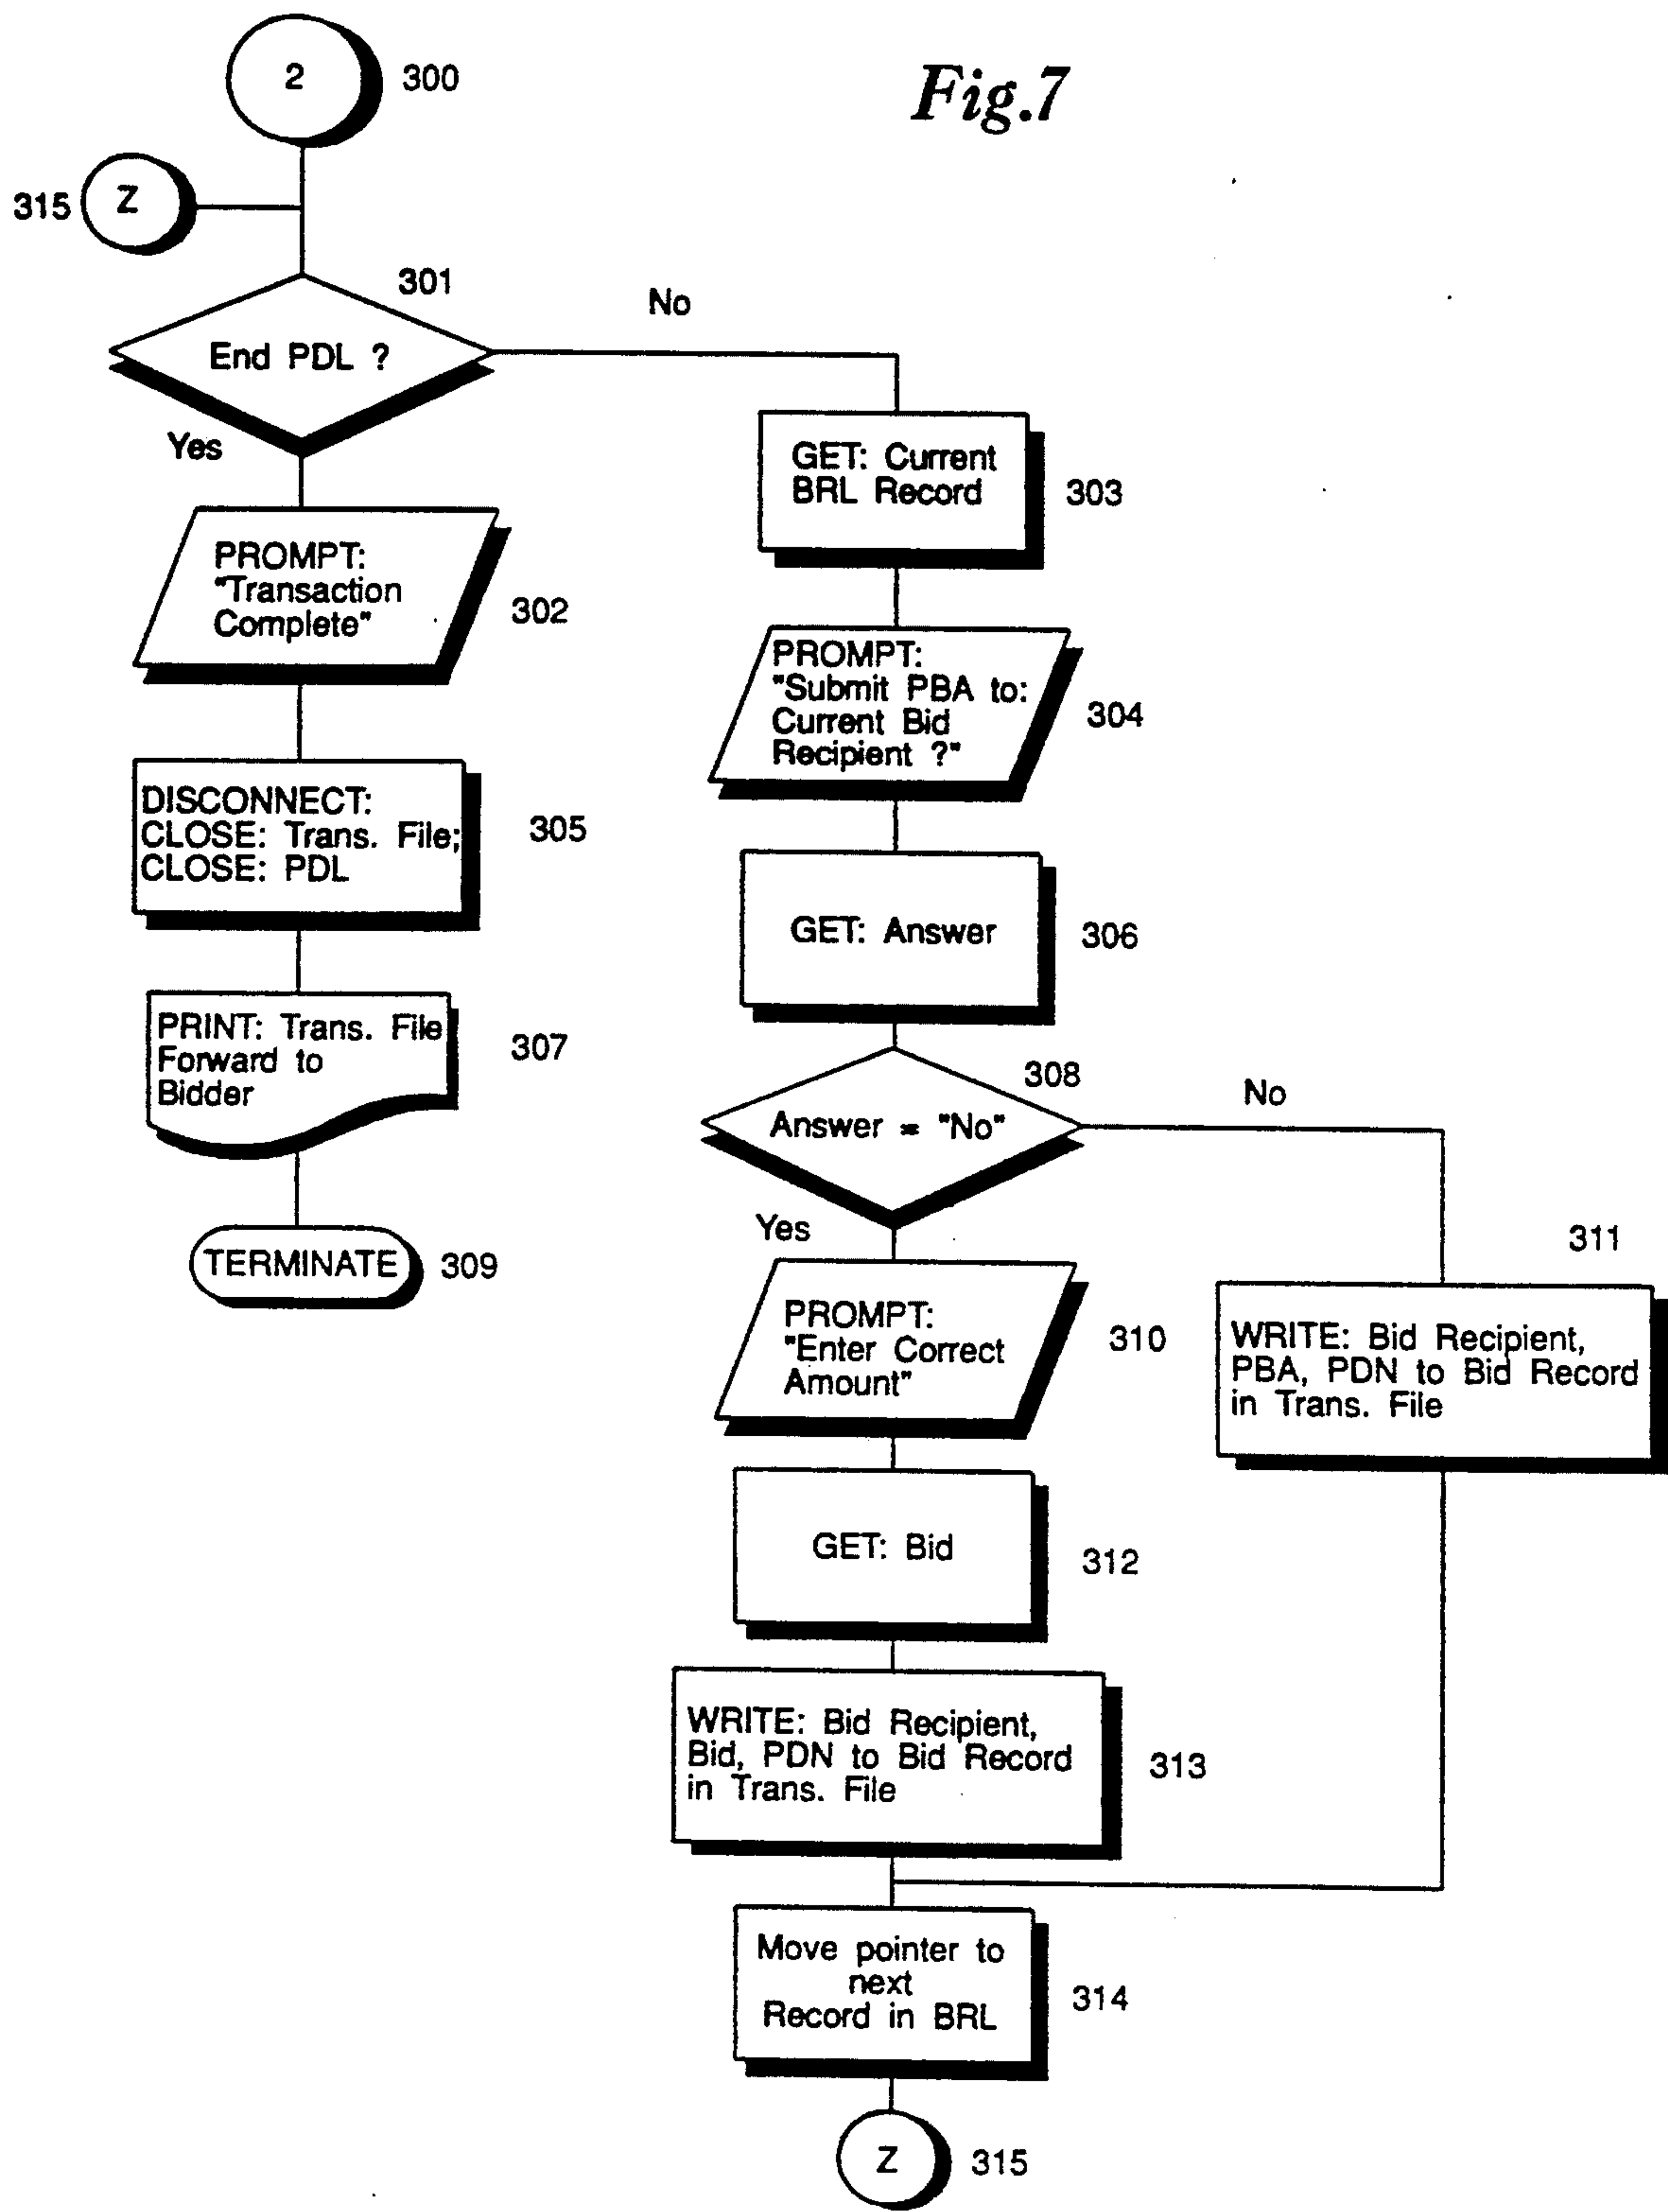 Fig.7
2
300
315
Z
301
End PDL ?
No
Yes
PROMPT:
"Transaction
Complete"
302
DISCONNECT:
CLOSE: Trans. File;
CLOSE: PDL
305
PRINT: Trans. File
Forward to
Bidder
307
TERMINATE
309
GET: Current
BRL Record
303
PROMPT:
"Submit PBA to:
Current Bid
Recipient ?"
304
GET: Answer
306
308
Answer = "No"
No
Yes
PROMPT:
"Enter Correct
Amount"
310
311
WRITE: Bid Recipient,
PBA, PDN to Bid Record
in Trans. File
GET: Bid
312
WRITE: Bid Recipient,
Bid, PDN to Bid Record
in Trans. File
313
Move pointer to
next
Record in BRL
314
Z
315